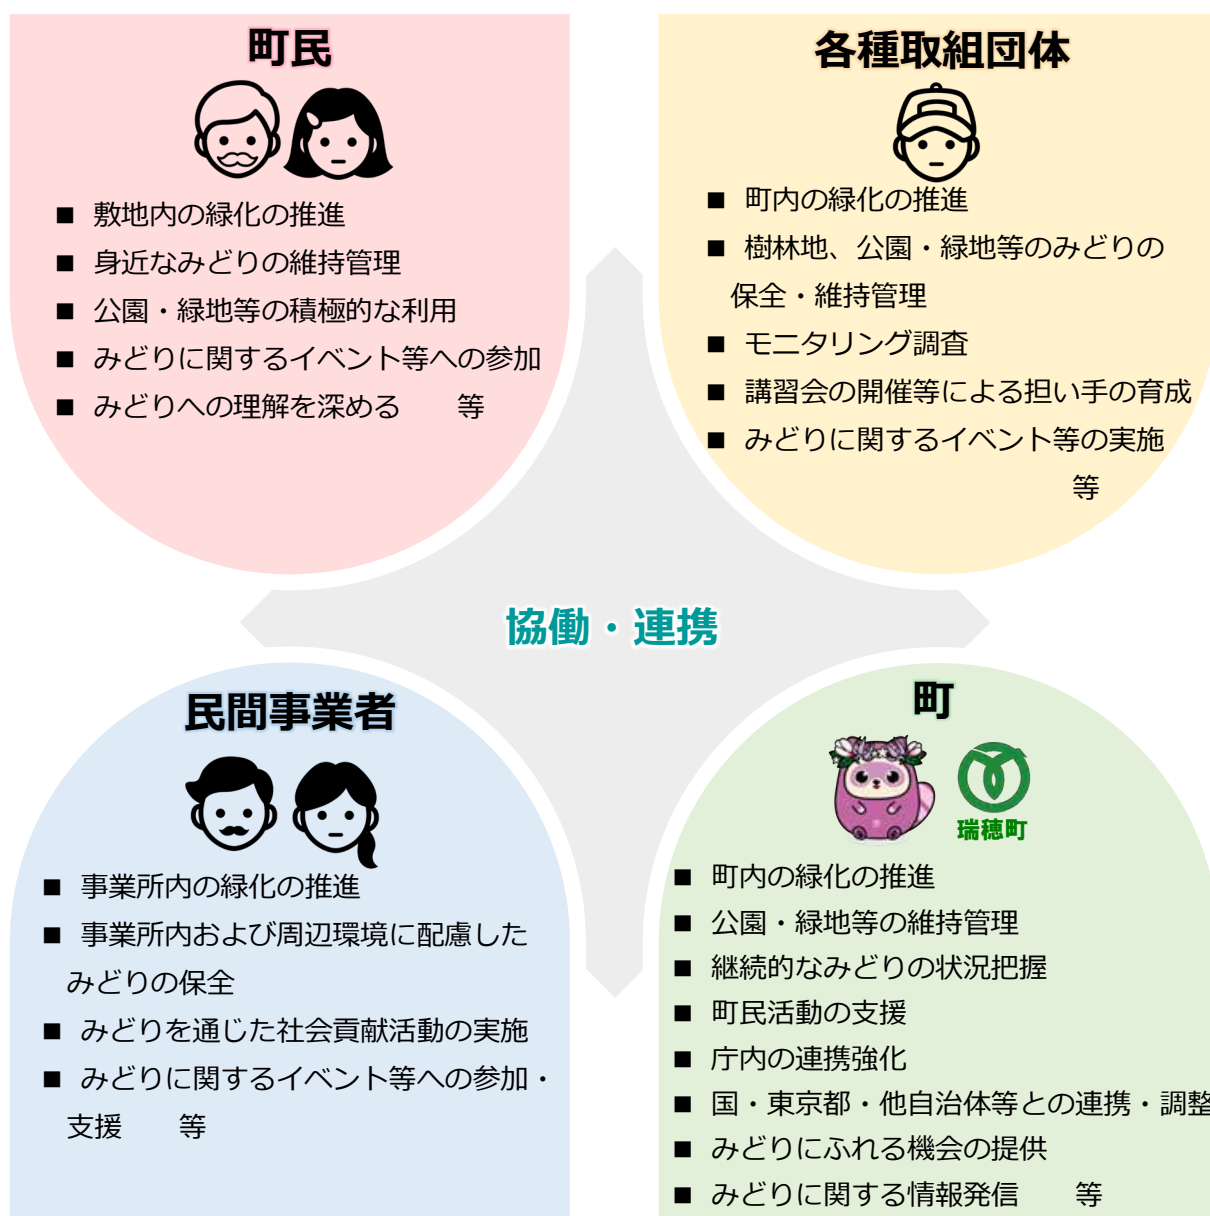 町民
■ 敷地内の緑化の推進
■ 身近なみどりの維持管理
■ 公園・緑地等の積極的な利用
■ みどりに関するイベント等への参加
■ みどりへの理解を深める　　等
各種取組団体
■ 町内の緑化の推進
■ 樹林地、公園・緑地等のみどりの
保全・維持管理
■ モニタリング調査
■ 講習会の開催等による担い手の育成
■ みどりに関するイベント等の実施
等
協働・連携
民間事業者
■ 事業所内の緑化の推進
■ 事業所内および周辺環境に配慮した
みどりの保全
■ みどりを通じた社会貢献活動の実施
■ みどりに関するイベント等への参加・
支援　　等
町
瑞穂町
■ 町内の緑化の推進
■ 公園・緑地等の維持管理
■ 継続的なみどりの状況把握
■ 町民活動の支援
■ 庁内の連携強化
■ 国・東京都・他自治体等との連携・調整
■ みどりにふれる機会の提供
■ みどりに関する情報発信　　等